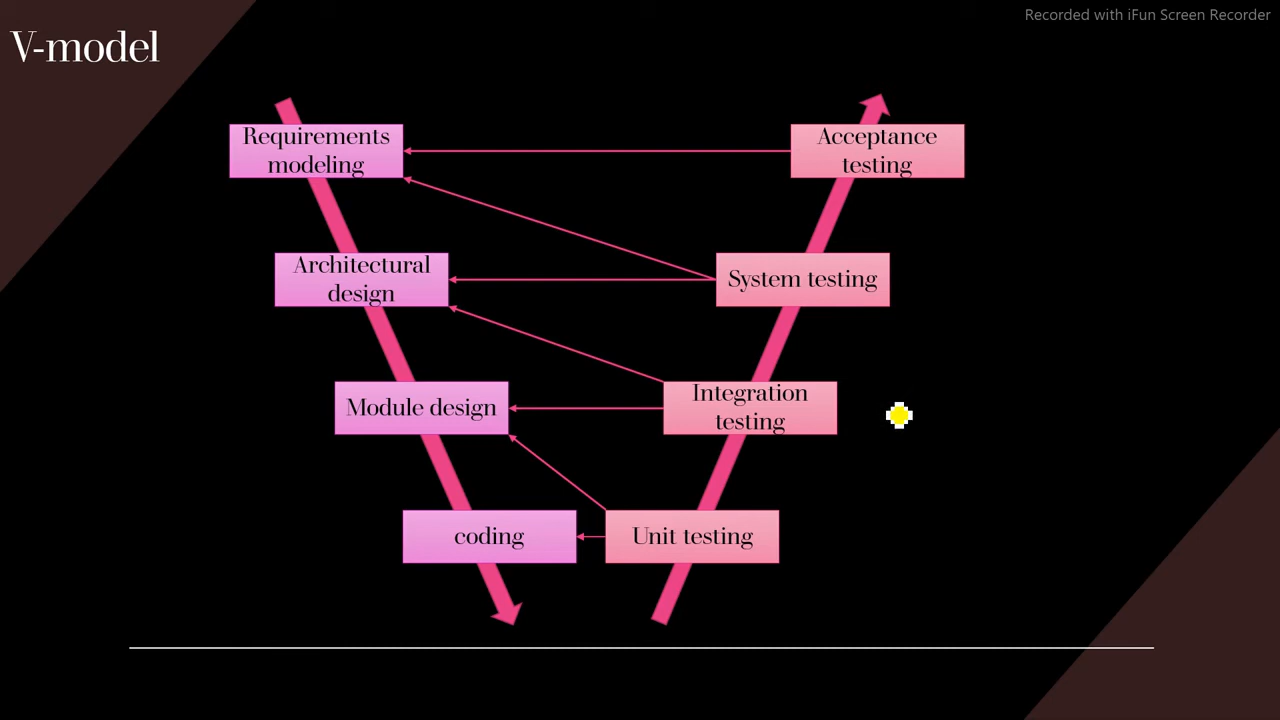 Recorded with iFun Screen Recorder
V-model
Requirements
modeling
Acceptance
testing
Architectural
design
System testing
Module design
Integration
testing
coding
Unit testing